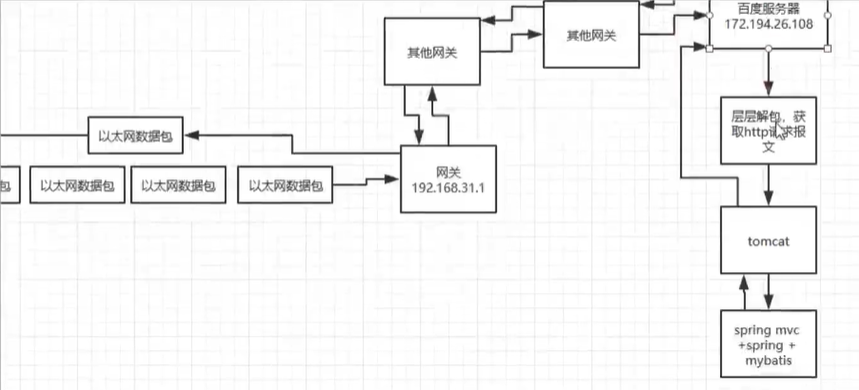 百度服务器
172.194.26.108
其他网关
其他网关
层层解包，获
取http请求报
文
以太网数据包
网关
192.168.31.1
包
以太网数据包
以太网数据包
以太网数据包
tomcat
spring mvc
+spring +
mybatis